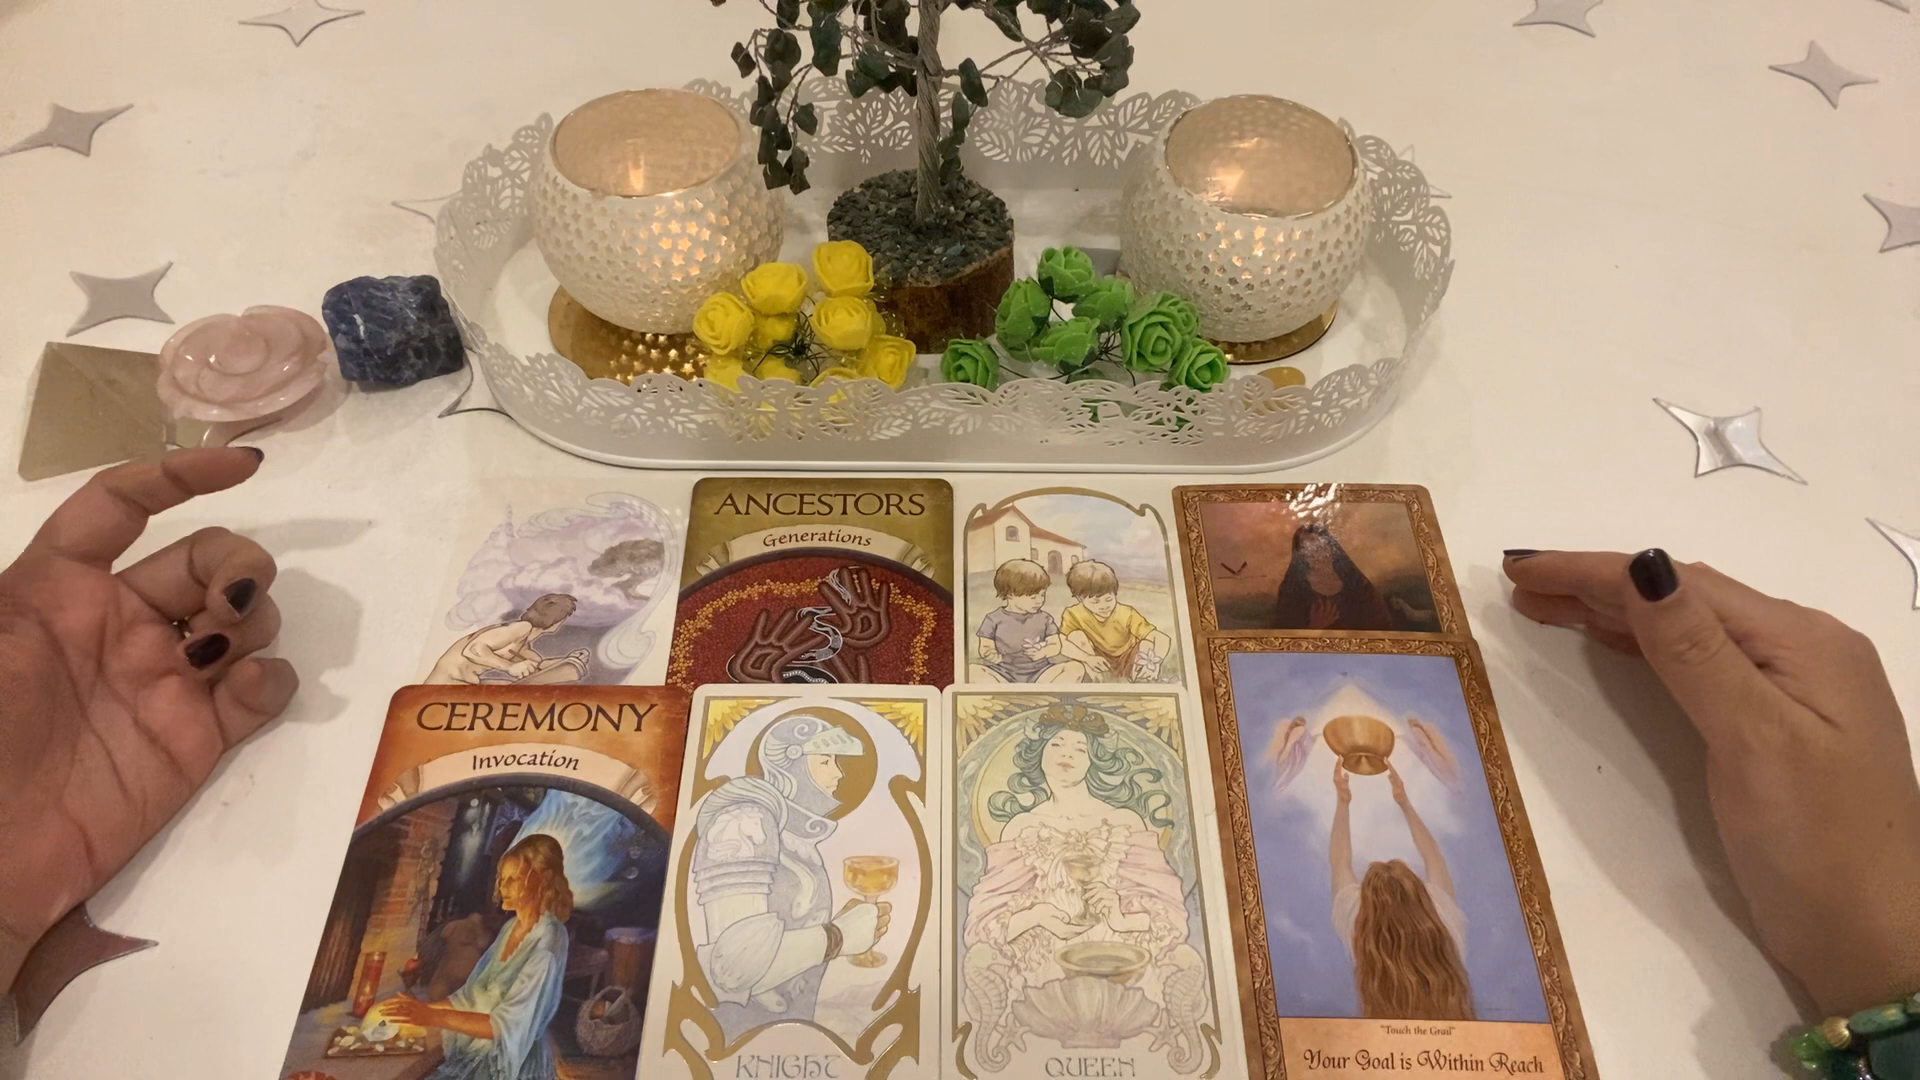 ANCESTORS
Generations
CEREMONY
Invocation
KNIGHT
QUEEN
"Touch the Grail"
Your Goal is Within Reach